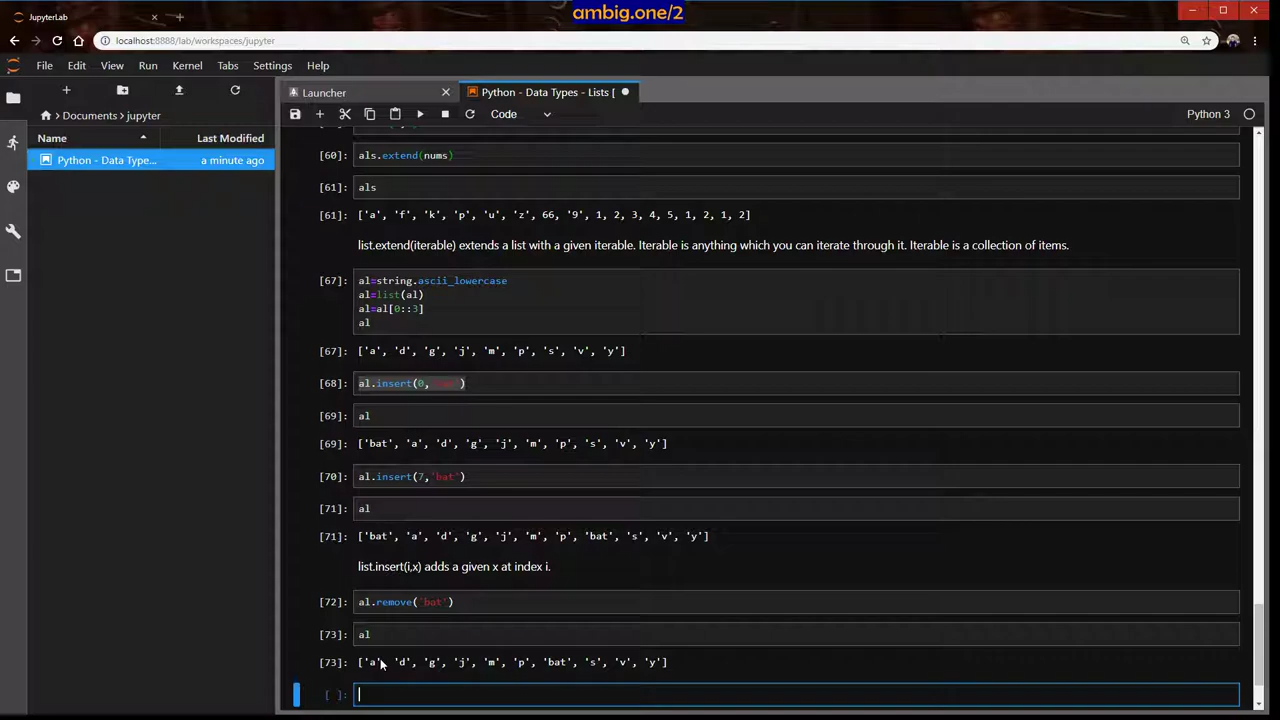 ambig.one/2
JupyterLab
localhost:8888/lab/workspaces/jupyter
File Edit View Run Kernel Tabs Settings Help
Launcher
Python - Data Types - Lists [
Code
Python 3
Documents › jupyter
Name Last Modified
Python - Data Type... a minute ago
[60]: als.extend(nums)
[61]: als
[61]: ['a', 'f', 'k', 'p', 'u', 'z', 66, '9', 1, 2, 3, 4, 5, 1, 2, 1, 2]
list.extend(iterable) extends a list with a given iterable. Iterable is anything which you can iterate through it. Iterable is a collection of items.
[67]: al=string.ascii_lowercase
al=list(al)
al=al[0::3]
al
[67]: ['a', 'd', 'g', 'j', 'm', 'p', 's', 'v', 'y']
[68]: al.insert(0, )
[69]: al
[69]: ['bat', 'a', 'd', 'g', 'j', 'm', 'p', 's', 'v', 'y']
[70]: al.insert(7,'bat')
[71]: al
[71]: ['bat', 'a', 'd', 'g', 'j', 'm', 'p', 'bat', 's', 'v', 'y']
list.insert(i,x) adds a given x at index i.
[72]: al.remove('bat')
[73]: al
[73]: ['a', 'd', 'g', 'j', 'm', 'p', 'bat', 's', 'v', 'y']
[ ]: